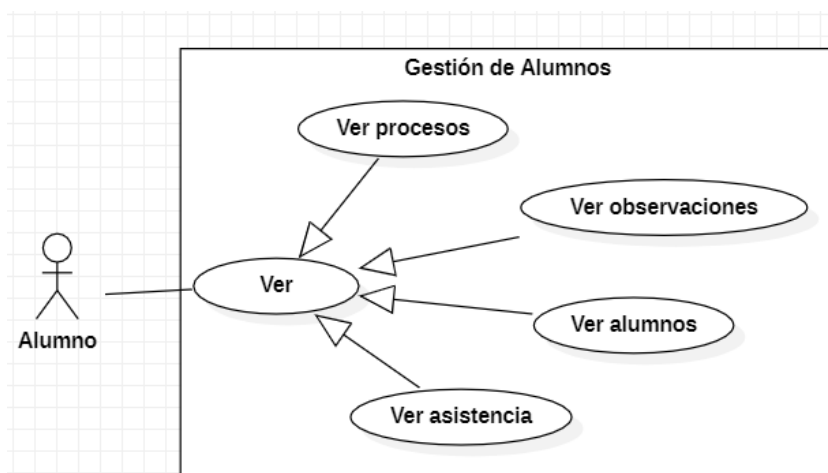 Gestión de Alumnos
Ver procesos
Ver observaciones
Ver
Ver alumnos
Alumno
Ver asistencia